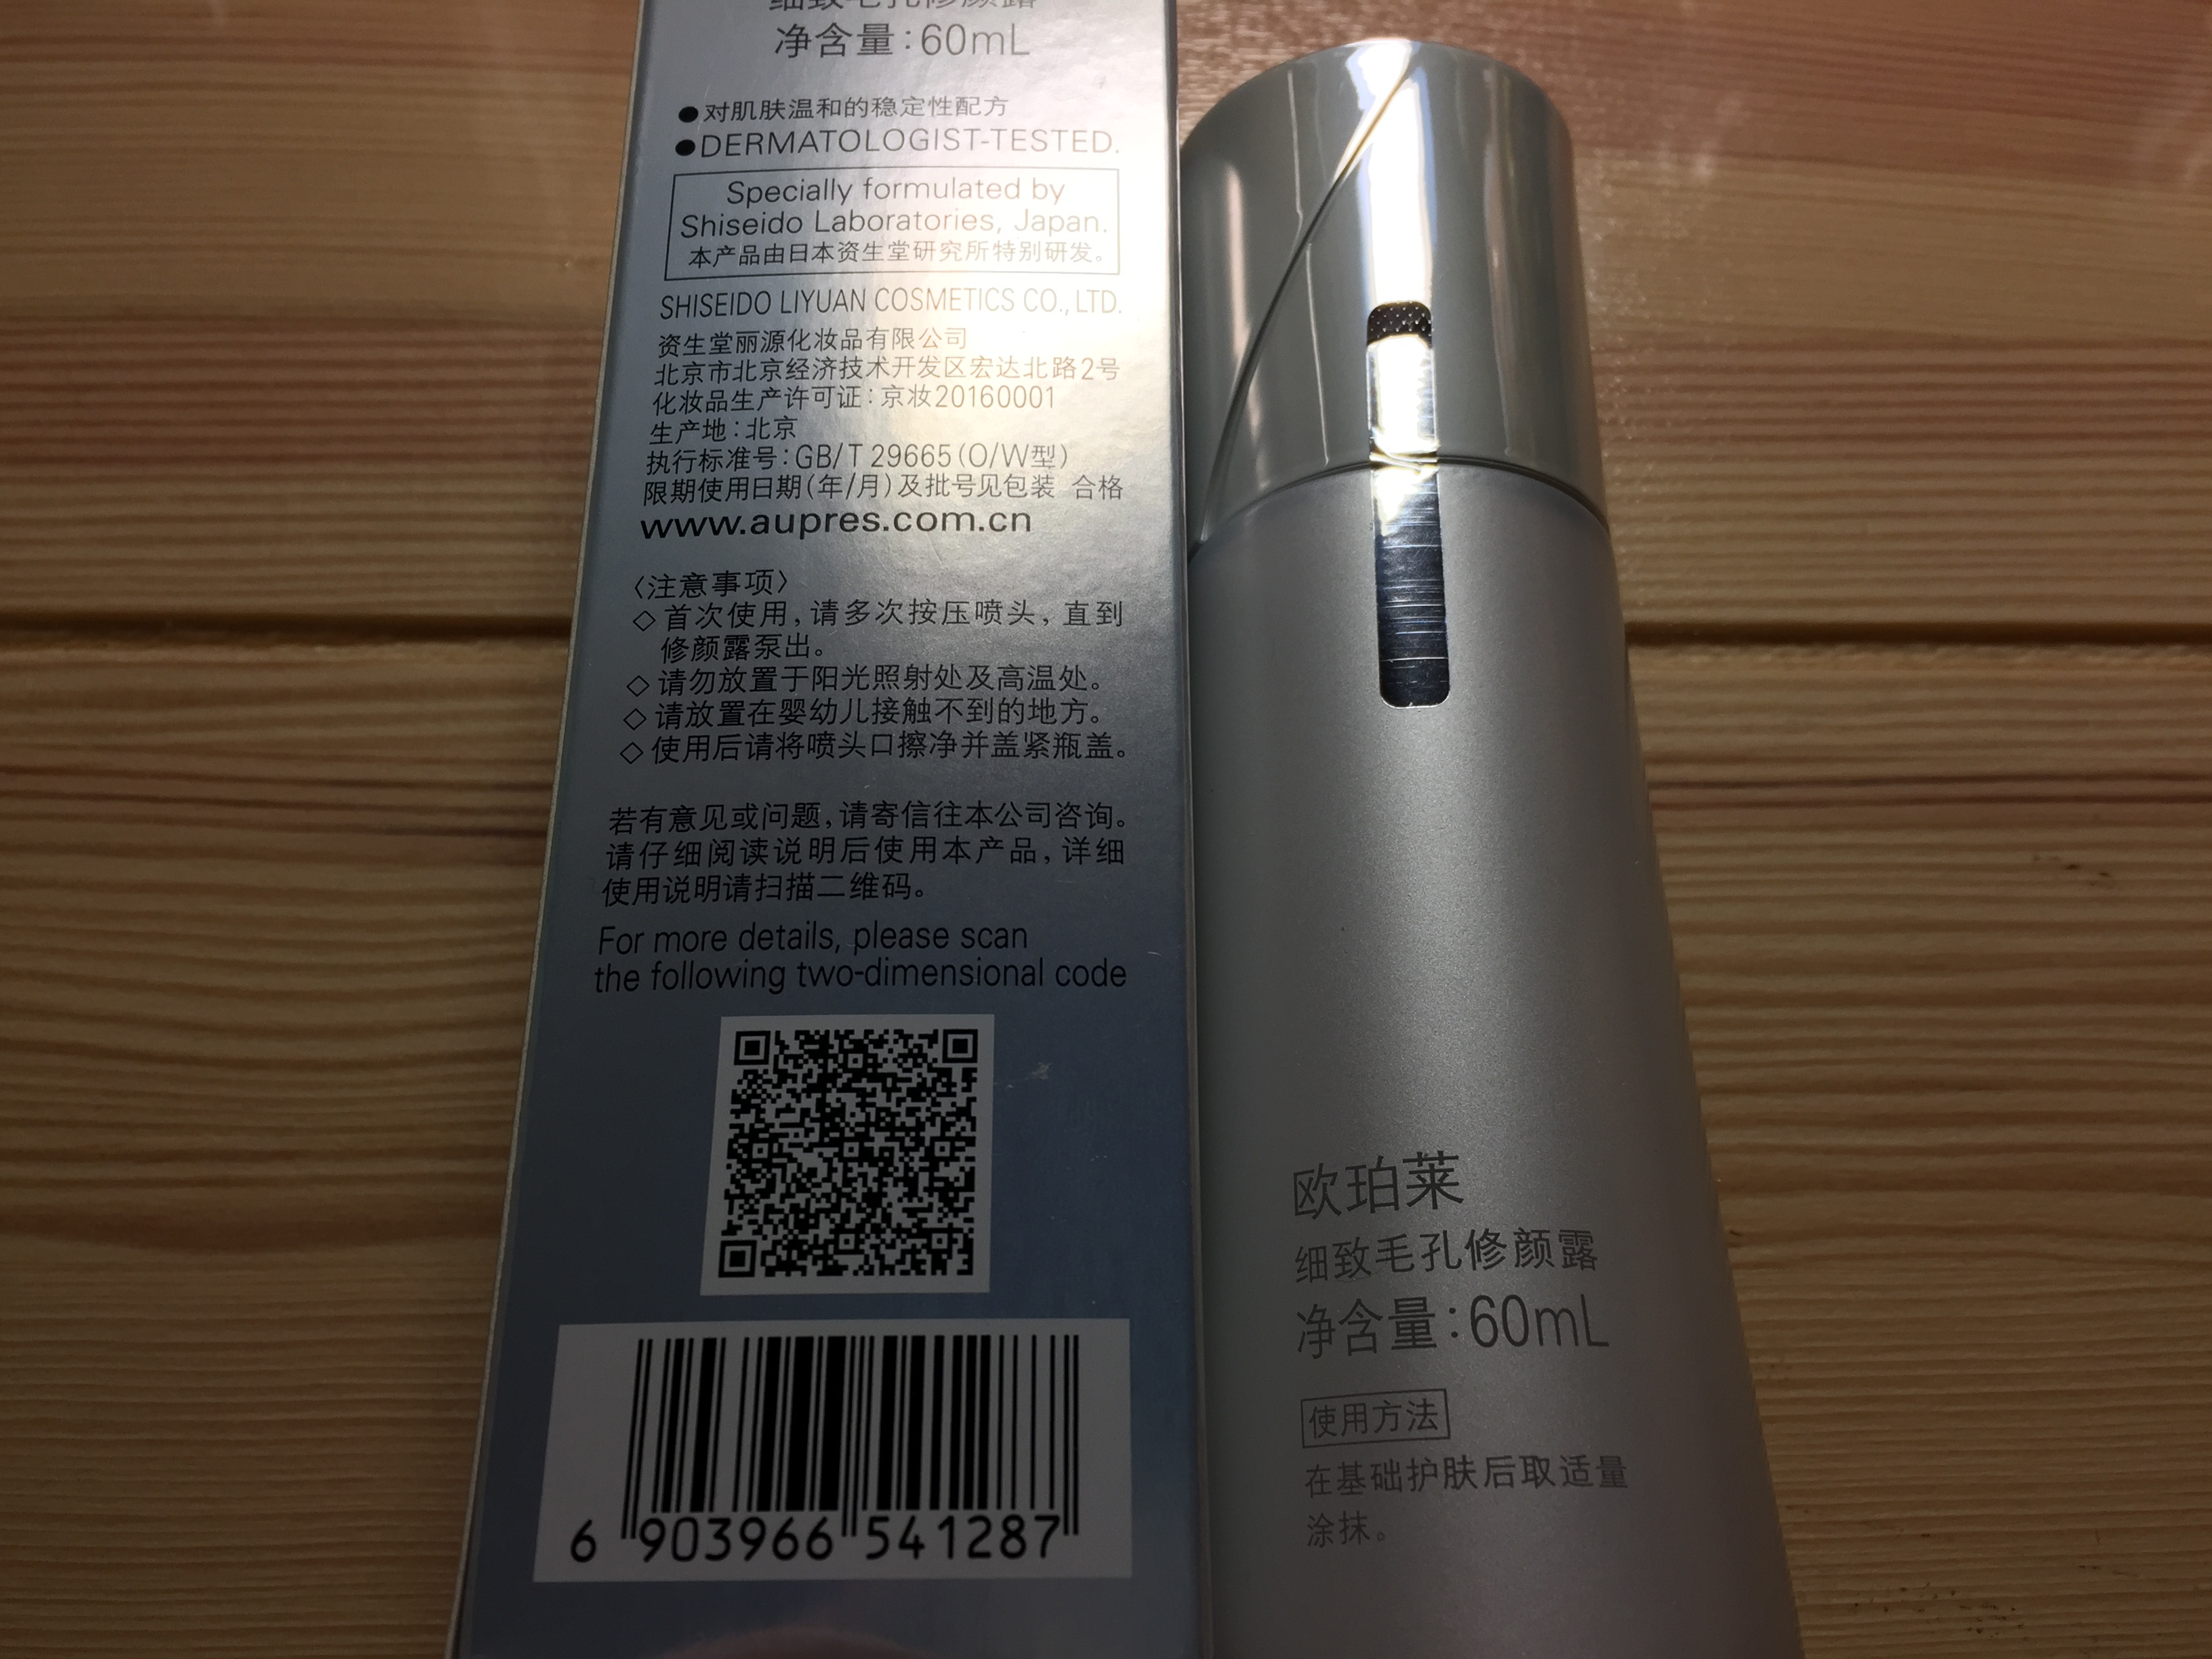 细致毛孔修颜露
净含量:60mL
●对肌肤温和的稳定性配方
●DERMATOLOGIST-TESTED.
Specially formulated by
Shiseido Laboratories, Japan.
本产品由日本资生堂研究所特别研发。
SHISEIDO LIYUAN COSMETICS CO., LTD.
资生堂丽源化妆品有限公司
北京市北京经济技术开发区宏达北路2号
化妆品生产许可证:京妆20160001
生产地:北京
执行标准号:GB/T 29665(O/W型)
限期使用日期(年/月)及批号见包装 合格
www.aupres.com.cn
〈注意事项〉
◇首次使用,请多次按压喷头,直到
修颜露泵出。
◇请勿放置于阳光照射处及高温处。
◇请放置在婴幼儿接触不到的地方。
◇使用后请将喷头口擦净并盖紧瓶盖。
若有意见或问题,请寄信往本公司咨询。
请仔细阅读说明后使用本产品,详细
使用说明请扫描二维码。
For more details, please scan
the following two-dimensional code
6 903966 541287
欧珀莱
细致毛孔修颜露
净含量:60mL
使用方法
在基础护肤后取适量
涂抹。